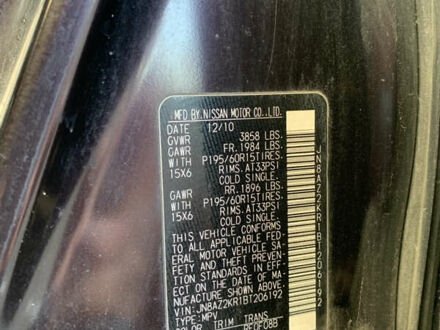 MFD BY.NISSAN MOTOR CO.,LTD.
DATE 12/10
GVWR 3858 LBS.
GAWR FR. 1984 LBS.
WITH P195/60R15TIRES.
15X6 RIMS. AT33PSI
COLD SINGLE.
GAWR RR. 1896 LBS.
WITH P195/60R15TIRES.
15X6 RIMS. AT33PSI
COLD SINGLE.
THIS VEHICLE CONFORMS
TO ALL APPLICABLE FED-
ERAL MOTOR VEHICLE SA-
FETY AND THEFT PREVEN-
TION STANDARDS IN EFF-
ECT ON THE DATE OF MA-
NUFACTURE SHOWN ABOVE.
VIN:JN8AZ2KR1BT206192
TYPE:MPV
COLOR TRIM TRANS
JN8AZ2KR1BT206192